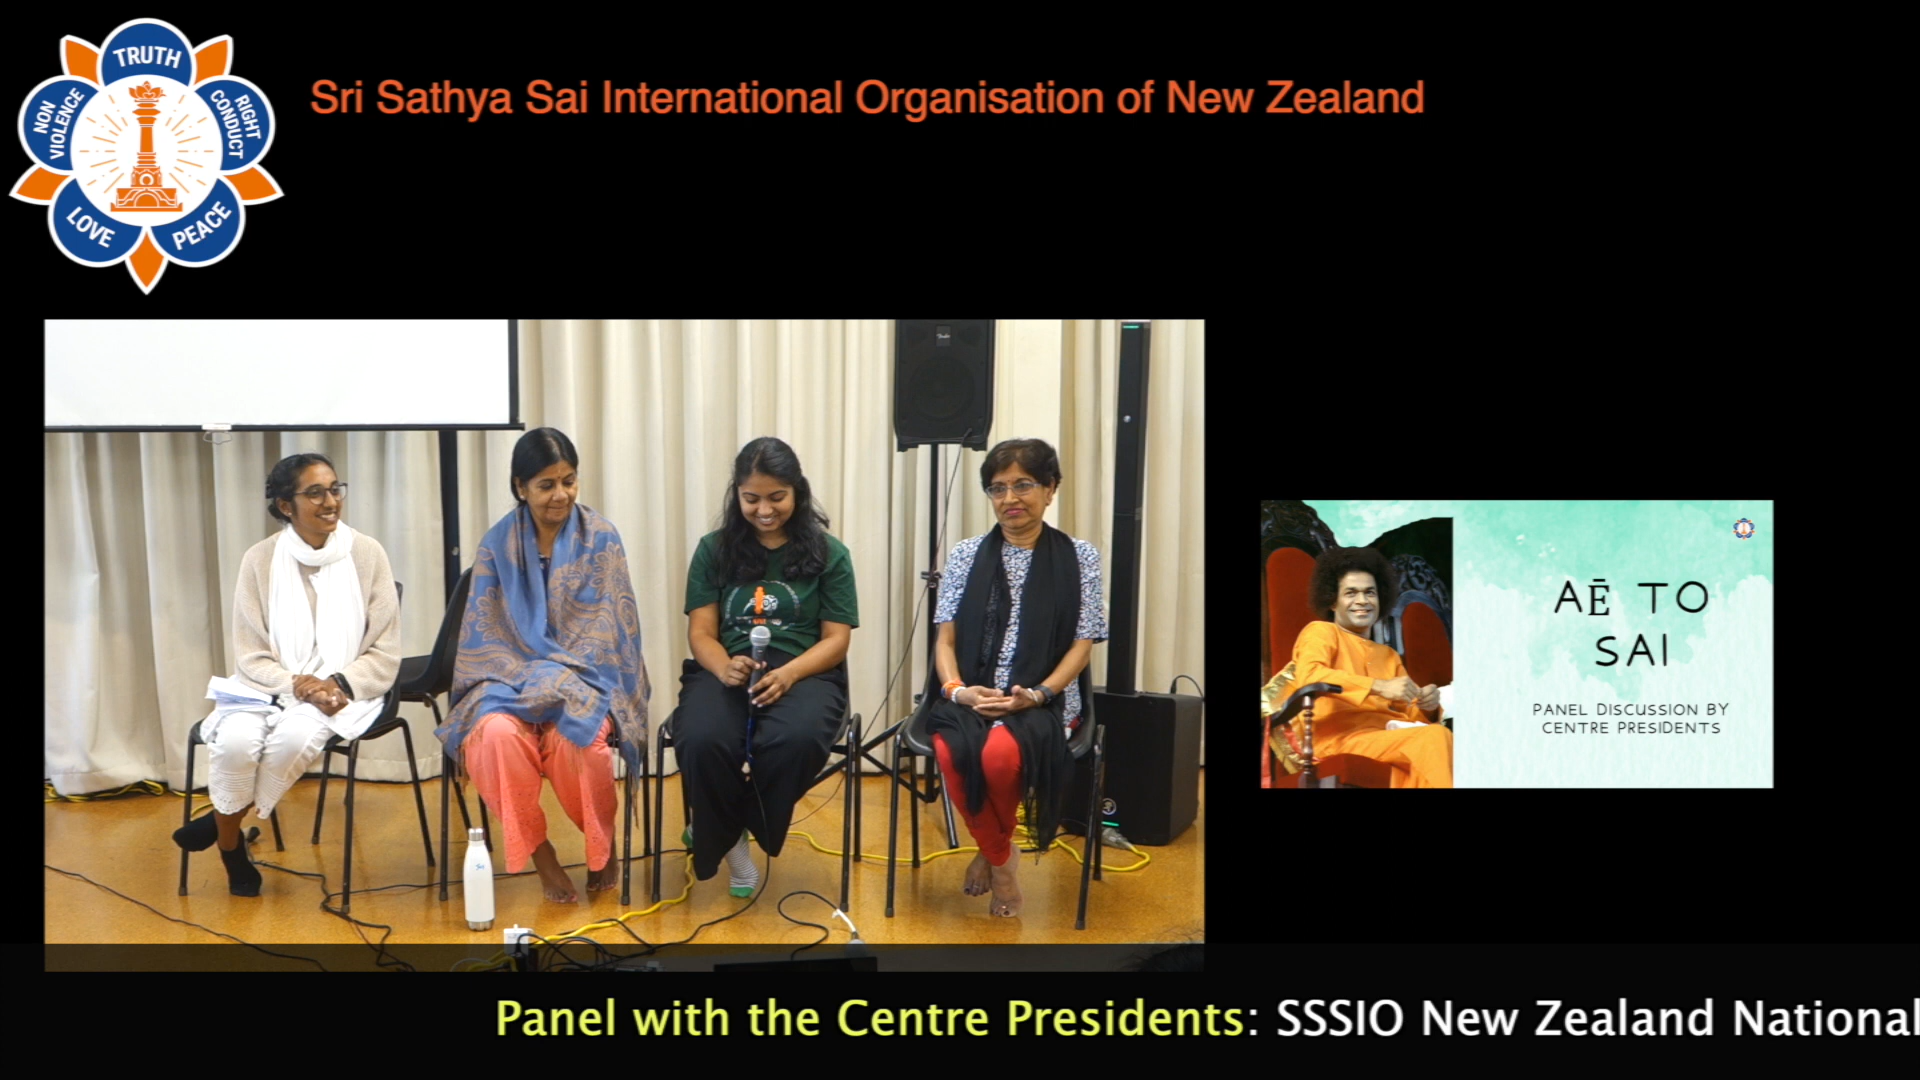 TRUTH
NON
VIOLENCE
RIGHT
CONDUCT
LOVE
PEACE
Sri Sathya Sai International Organisation of New Zealand
AĒ TO
SAI
PANEL DISCUSSION BY
CENTRE PRESIDENTS
Panel with the Centre Presidents: SSSIO New Zealand National